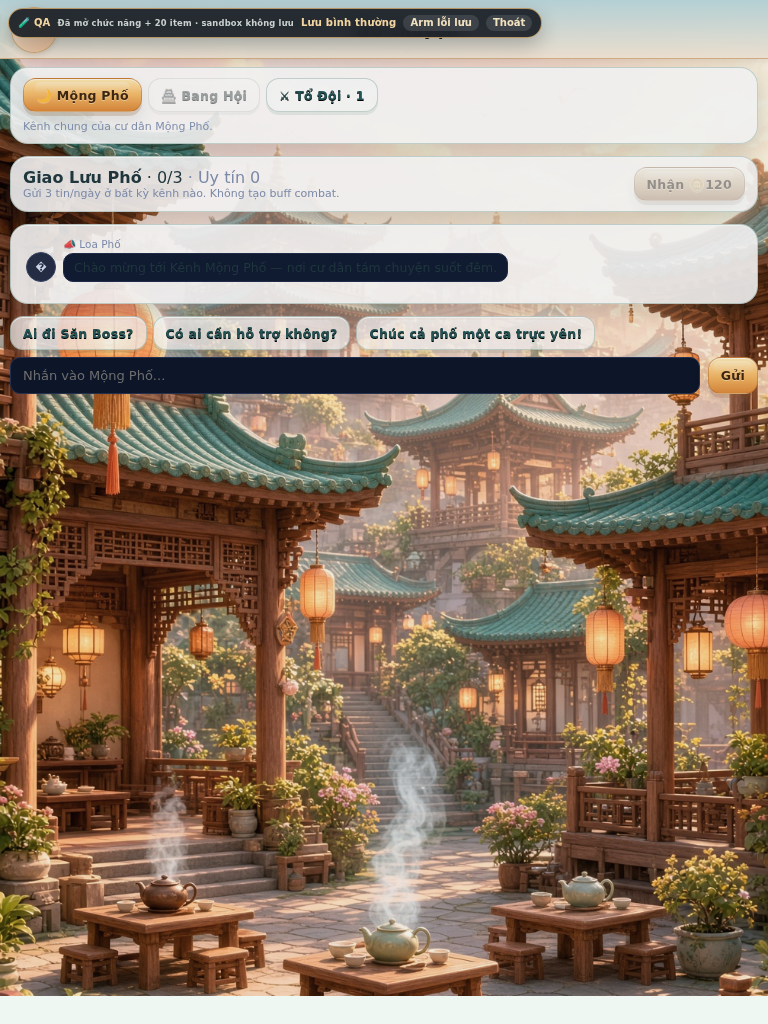 🧪 QA Đã mở chức năng + 20 item · sandbox không lưu Lưu bình thường Arm lỗi lưu Thoát
🌙 Mộng Phố 🏯 Bang Hội ⚔ Tổ Đội · 1
Kênh chung của cư dân Mộng Phố.
Giao Lưu Phố · 0/3 · Uy tín 0
Gửi 3 tin/ngày ở bất kỳ kênh nào. Không tạo buff combat.
Nhận 🪙120
📣 Loa Phố
Chào mừng tới Kênh Mộng Phố — nơi cư dân tám chuyện suốt đêm.
Ai đi Săn Boss? Có ai cần hỗ trợ không? Chúc cả phố một ca trực yên!
Nhắn vào Mộng Phố... Gửi